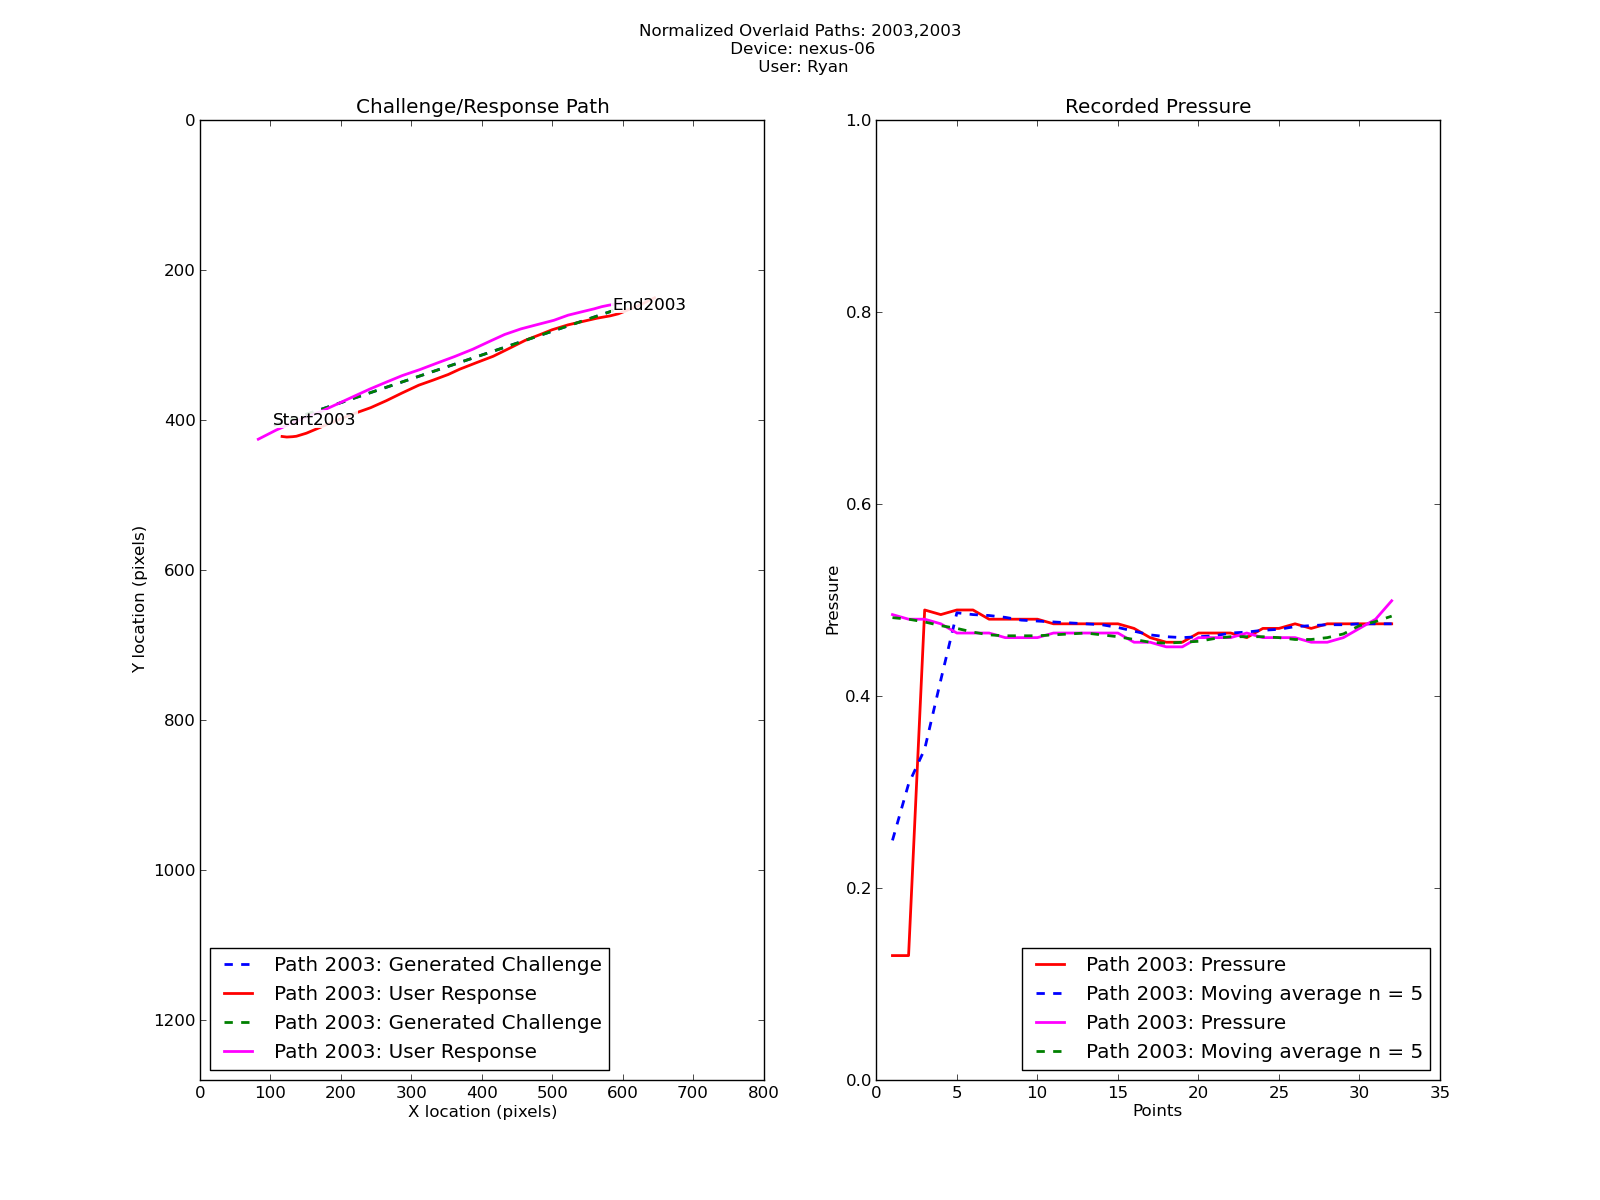 Normalized Overlaid Paths: 2003,2003
Device: nexus-06
User: Ryan
Challenge/Response Path
0
200
400
600
800
1000
1200
Y location (pixels)
Start2003
End2003
Path 2003: Generated Challenge
Path 2003: User Response
Path 2003: Generated Challenge
Path 2003: User Response
0 100 200 300 400 500 600 700 800
X location (pixels)
Recorded Pressure
1.0
0.8
0.6
0.4
0.2
0.0
Pressure
Path 2003: Pressure
Path 2003: Moving average n = 5
Path 2003: Pressure
Path 2003: Moving average n = 5
0 5 10 15 20 25 30 35
Points